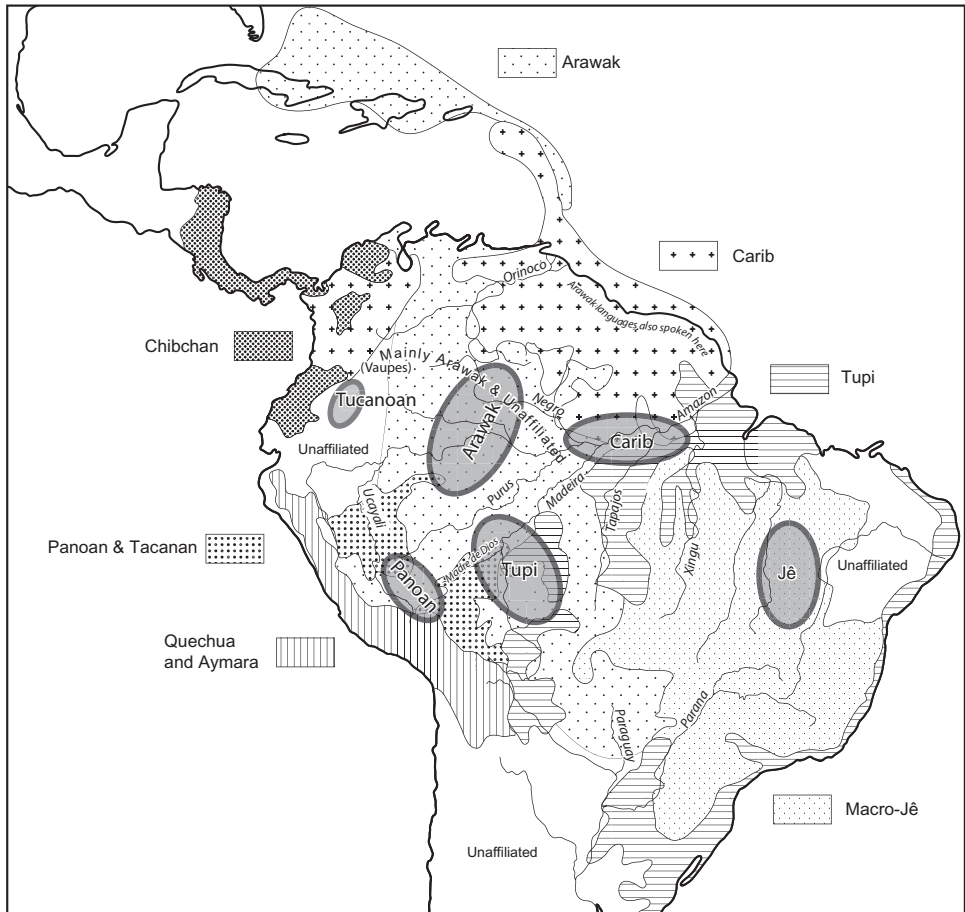 Arawak
Carib
Orinoco
Arawak languages also spoken here
Chibchan
Mainly Arawak & Unaffiliated
(Vaupes)
Tupi
Tucanoan
Negro
Amazon
Arawak
Carib
Unaffiliated
Purus
Madeira
Tapajos
Ucayali
Xingu
Panoan & Tacanan
Madre de Dios
Panoan
Tupi
Jê
Unaffiliated
Quechua
and Aymara
Parana
Paraguay
Macro-Jê
Unaffiliated